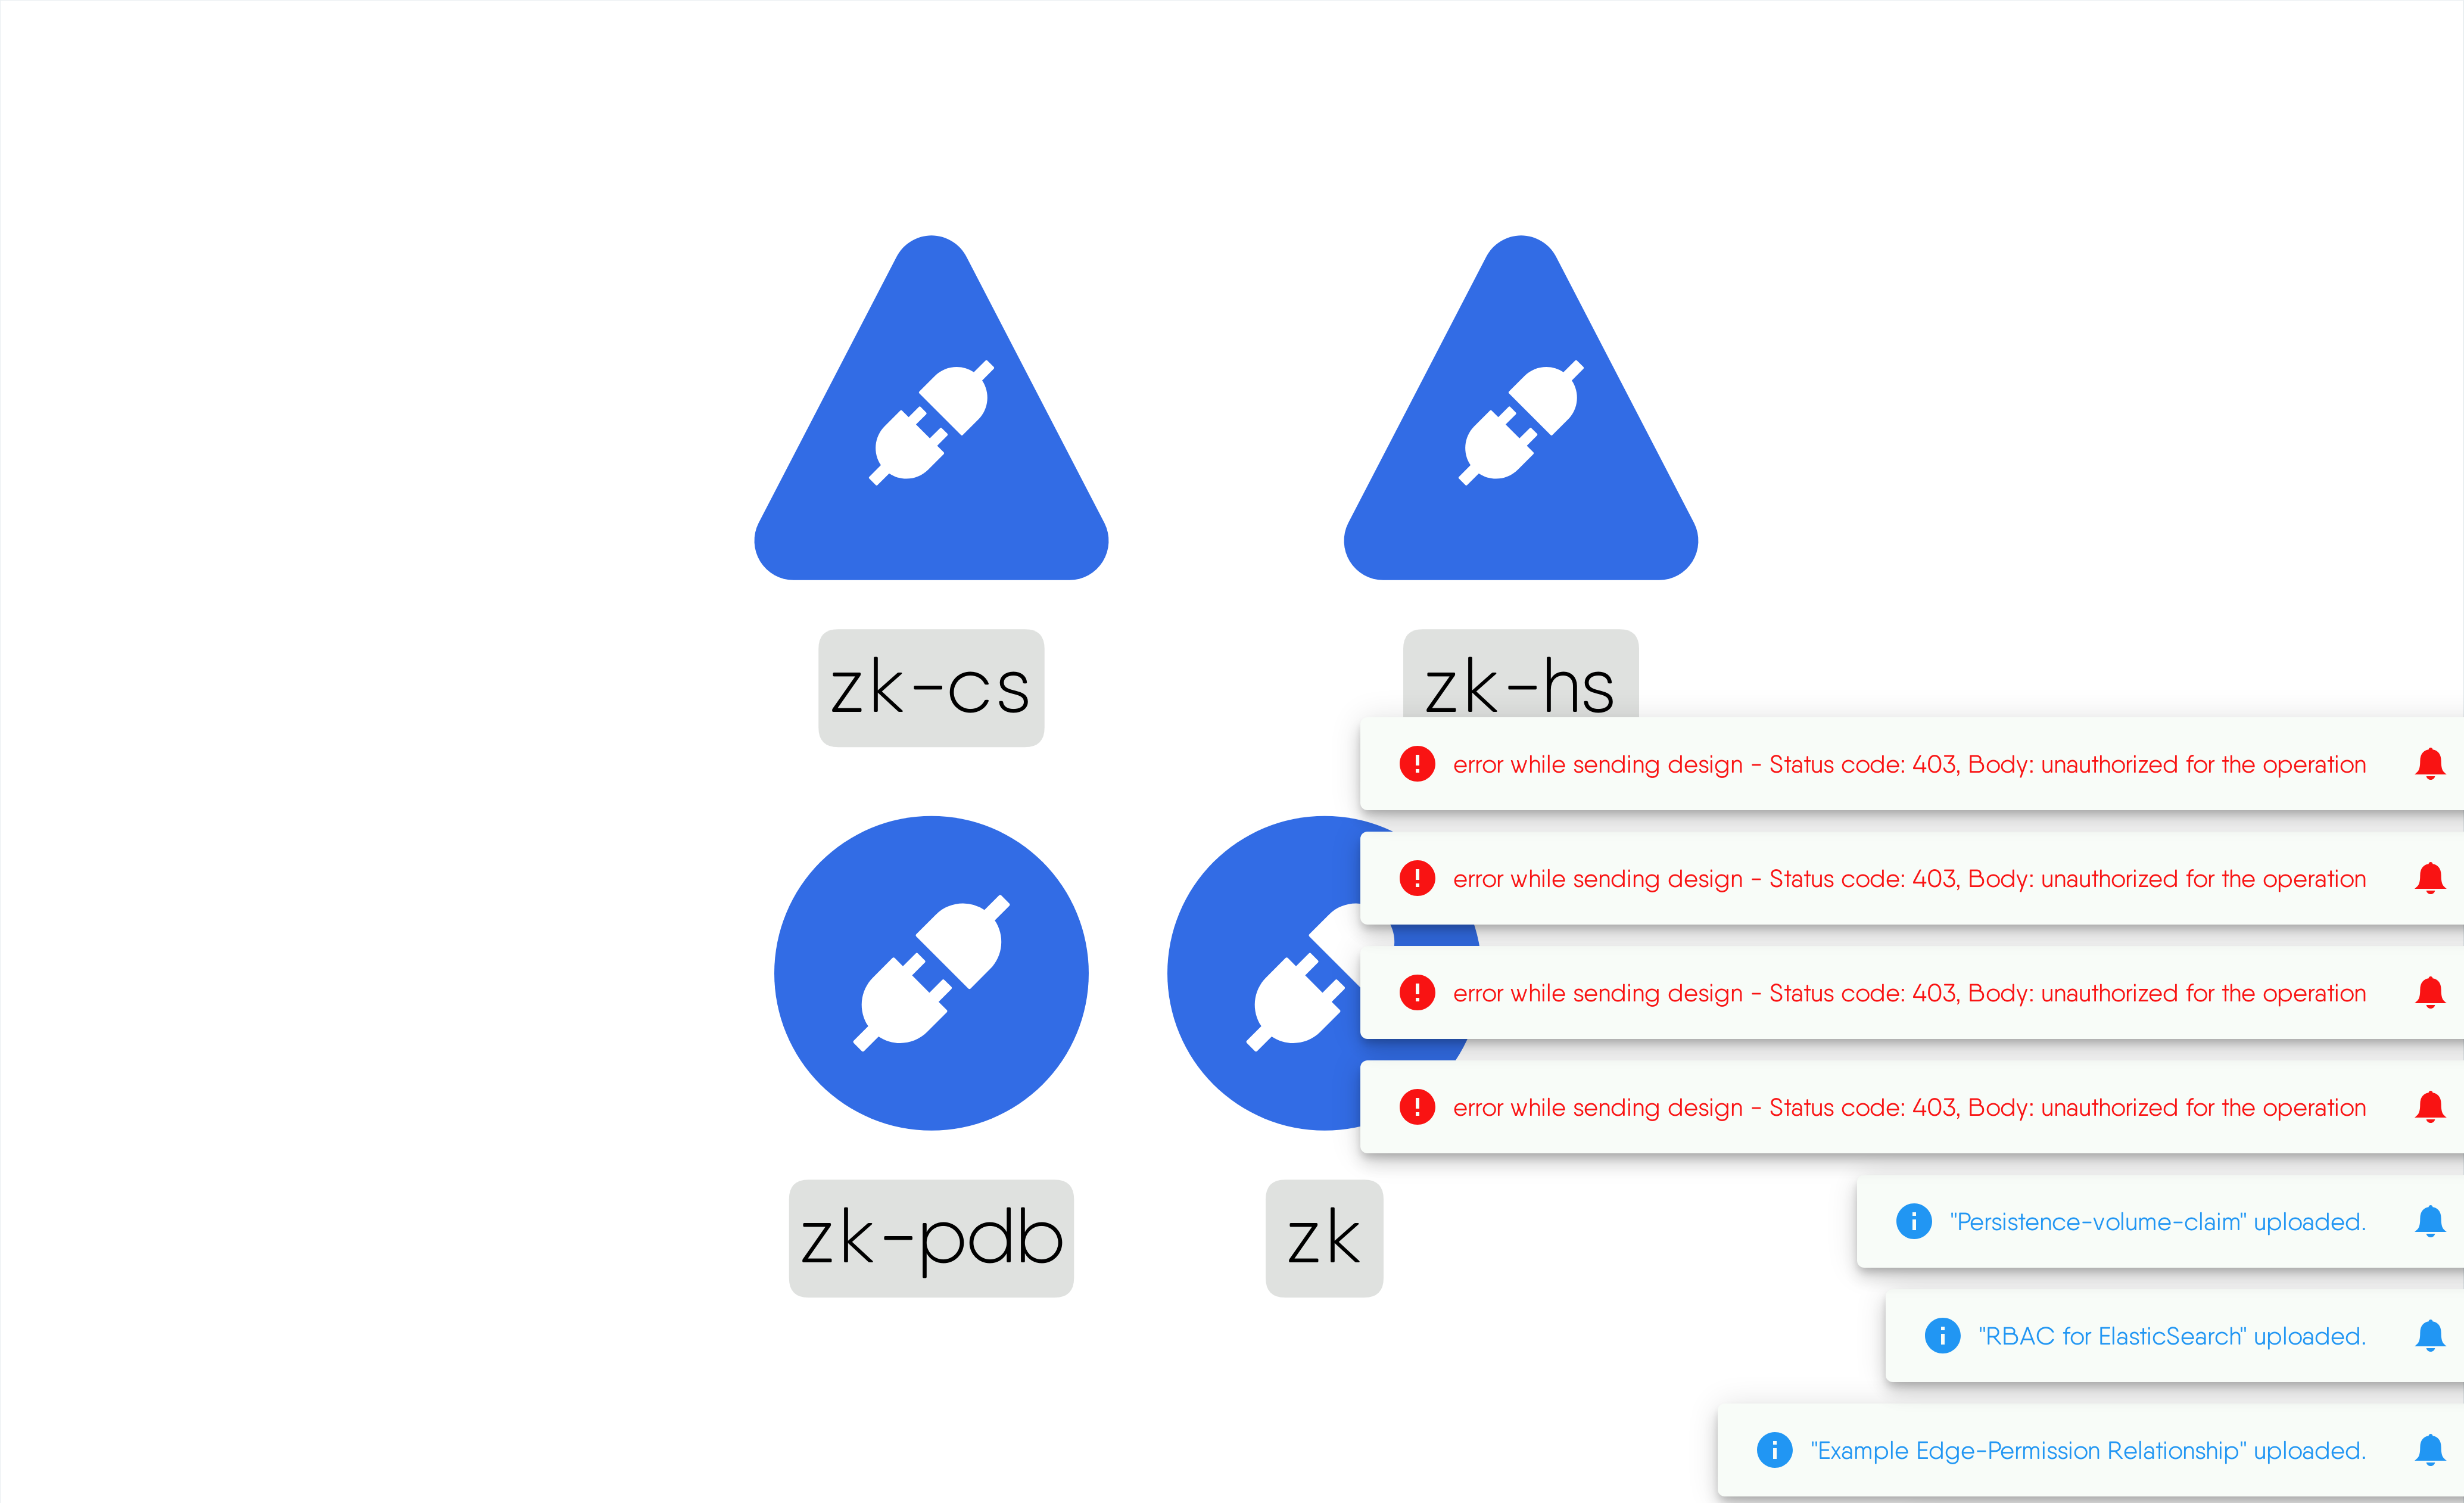 zk-cs
zk-hs
error while sending design - Status code: 403, Body: unauthorized for the operation
error while sending design - Status code: 403, Body: unauthorized for the operation
error while sending design - Status code: 403, Body: unauthorized for the operation
error while sending design - Status code: 403, Body: unauthorized for the operation
zk-pdb
zk
"Persistence-volume-claim" uploaded.
"RBAC for ElasticSearch" uploaded.
"Example Edge-Permission Relationship" uploaded.